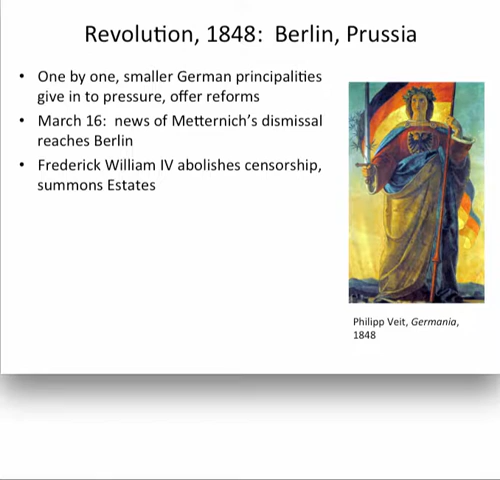 Revolution, 1848:  Berlin, Prussia
• One by one, smaller German principalities
give in to pressure, offer reforms
• March 16:  news of Metternich's dismissal
reaches Berlin
• Frederick William IV abolishes censorship,
summons Estates
Philipp Veit, Germania,
1848